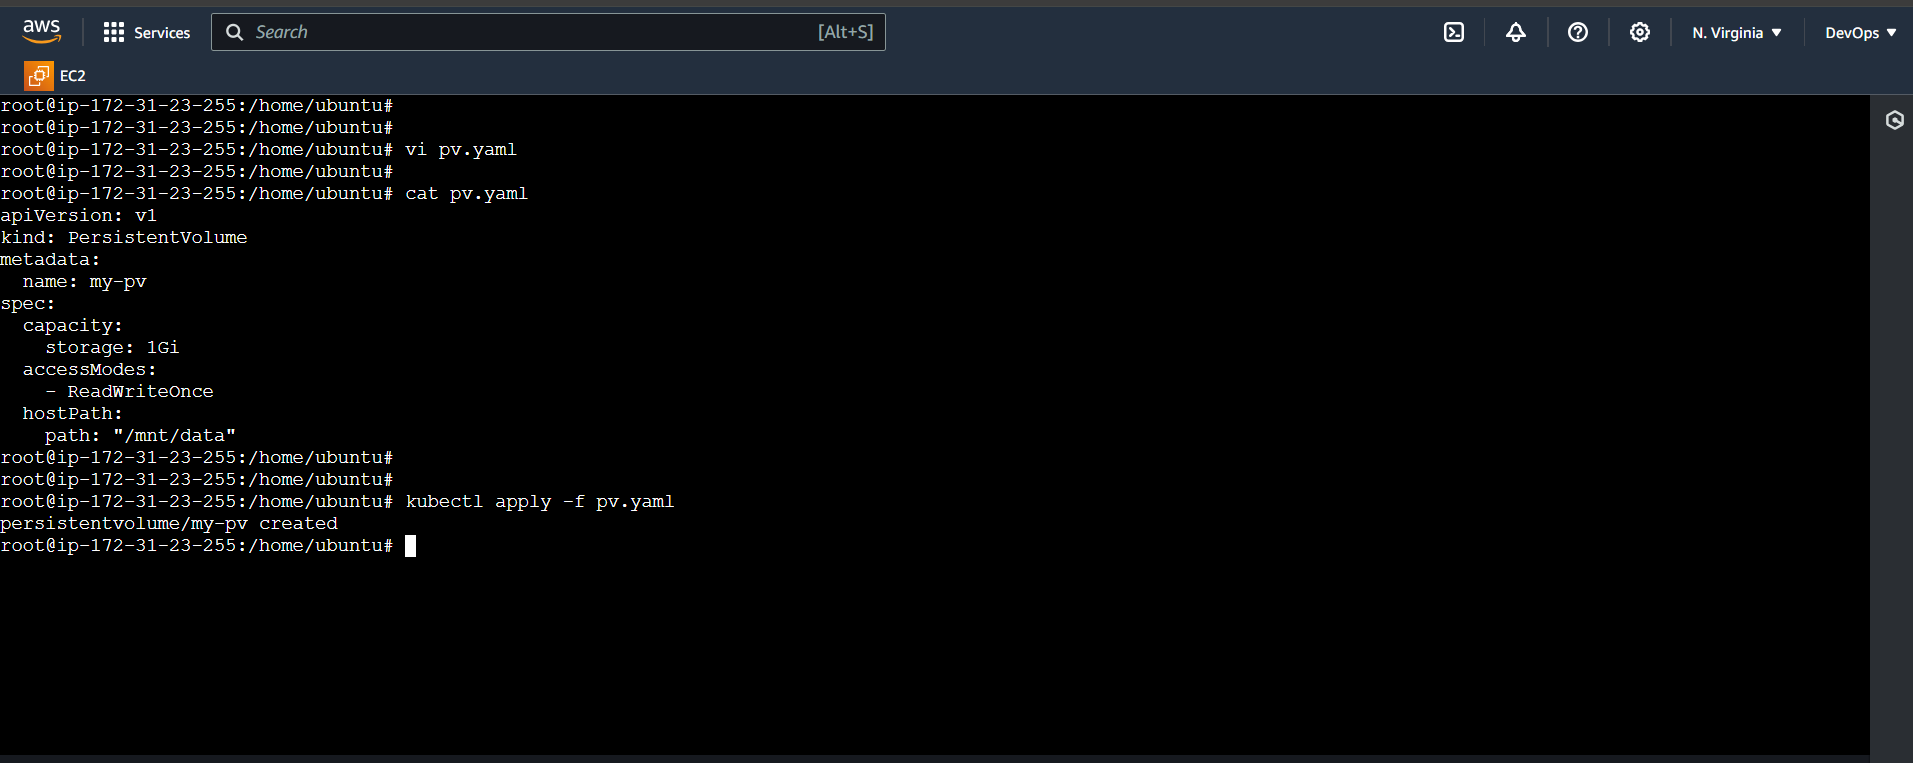 aws
Services
Search
[Alt+S]
N. Virginia
DevOps
EC2
root@ip-172-31-23-255:/home/ubuntu#
root@ip-172-31-23-255:/home/ubuntu#
root@ip-172-31-23-255:/home/ubuntu# vi pv.yaml
root@ip-172-31-23-255:/home/ubuntu#
root@ip-172-31-23-255:/home/ubuntu# cat pv.yaml
apiVersion: v1
kind: PersistentVolume
metadata:
  name: my-pv
spec:
  capacity:
    storage: 1Gi
  accessModes:
    - ReadWriteOnce
  hostPath:
    path: "/mnt/data"
root@ip-172-31-23-255:/home/ubuntu#
root@ip-172-31-23-255:/home/ubuntu#
root@ip-172-31-23-255:/home/ubuntu# kubectl apply -f pv.yaml
persistentvolume/my-pv created
root@ip-172-31-23-255:/home/ubuntu#